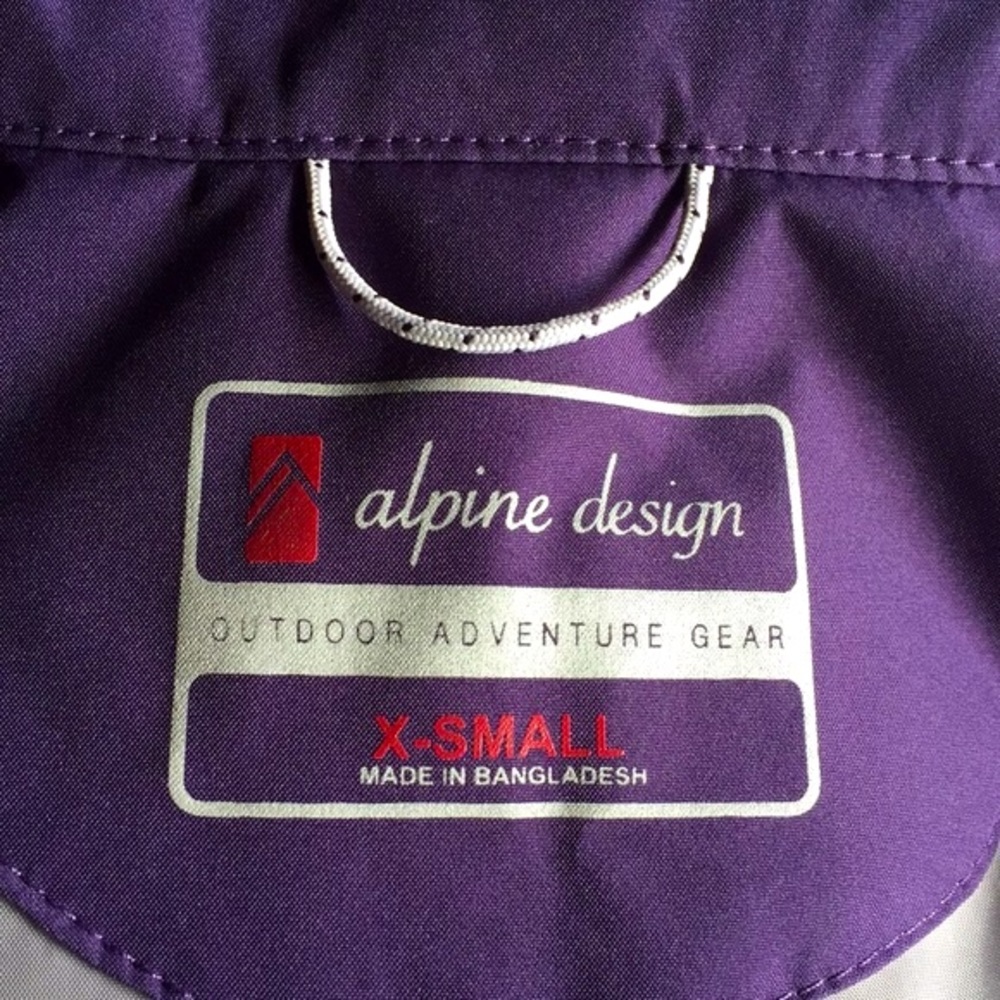 alpine design
OUTDOOR ADVENTURE GEAR
X-SMALL
MADE IN BANGLADESH